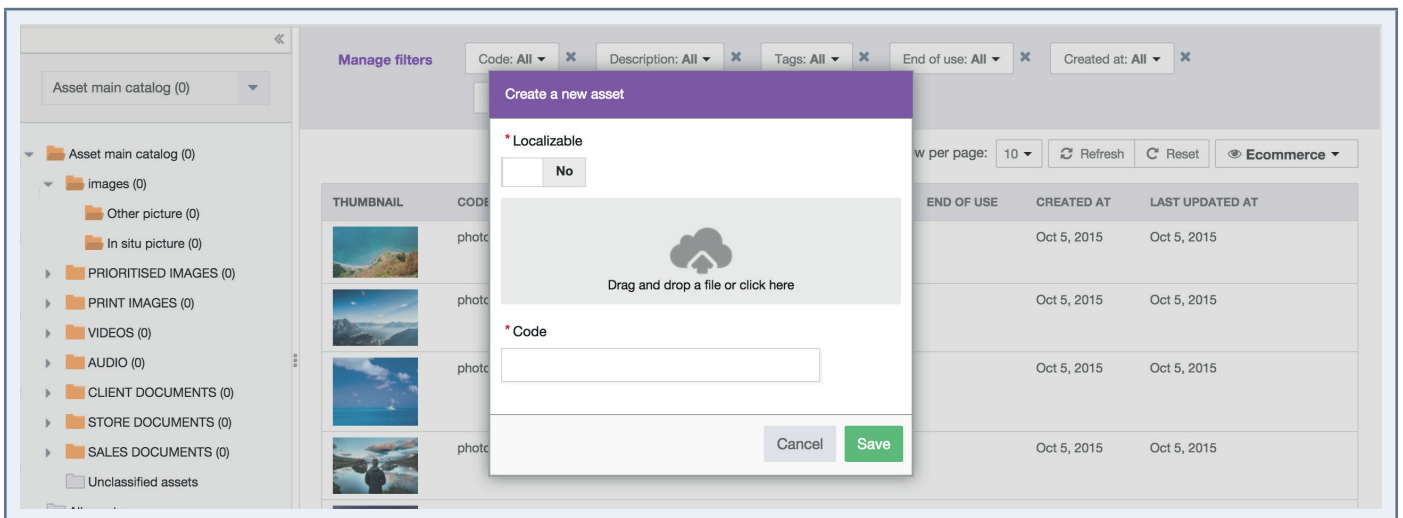 «
Manage filters
Code: All
Description: All
Tags: All
End of use: All
Created at: All
Asset main catalog (0)
Asset main catalog (0)
images (0)
Other picture (0)
In situ picture (0)
PRIORITISED IMAGES (0)
PRINT IMAGES (0)
VIDEOS (0)
AUDIO (0)
CLIENT DOCUMENTS (0)
STORE DOCUMENTS (0)
SALES DOCUMENTS (0)
Unclassified assets
Create a new asset
* Localizable
No
Drag and drop a file or click here
* Code
Cancel
Save
per page:
10
Refresh
Reset
Ecommerce
THUMBNAIL
END OF USE
CREATED AT
LAST UPDATED AT
Oct 5, 2015 Oct 5, 2015
Oct 5, 2015 Oct 5, 2015
Oct 5, 2015 Oct 5, 2015
Oct 5, 2015 Oct 5, 2015